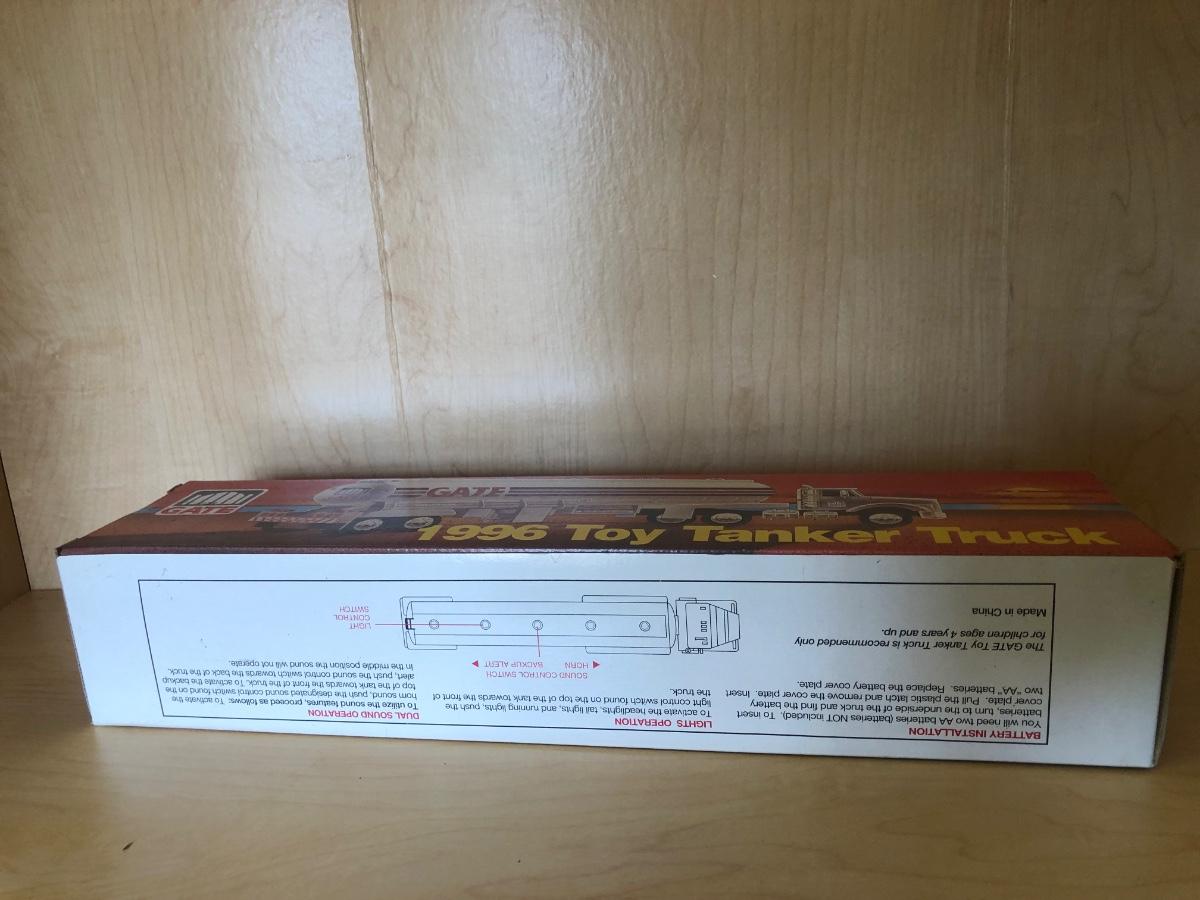 GATE
GATE
1996 Toy Tanker Truck
BATTERY INSTALLATION
You will need two AA batteries (batteries NOT included). To insert
batteries, turn to the underside of the truck and find the battery
cover plate. Pull the plastic latch and remove the cover plate. Insert
two "AA" batteries. Replace the battery cover plate.
The GATE Toy Tanker Truck is recommended only
for children ages 4 years and up.
Made in China
LIGHTS OPERATION
To activate the headlights, tail lights, and running lights, push the
light control switch found on the top of the tank towards the front of
the truck.
SOUND CONTROL SWITCH
HORN
BACKUP ALERT
LIGHT
CONTROL
SWITCH
DUAL SOUND OPERATION
To utilize the sound features, proceed as follows: To activate the
horn sound, push the designated sound control switch found on the
top of the tank towards the front of the truck. To activate the backup
alert, push the sound control switch towards the back of the truck.
In the middle position the sound will not operate.